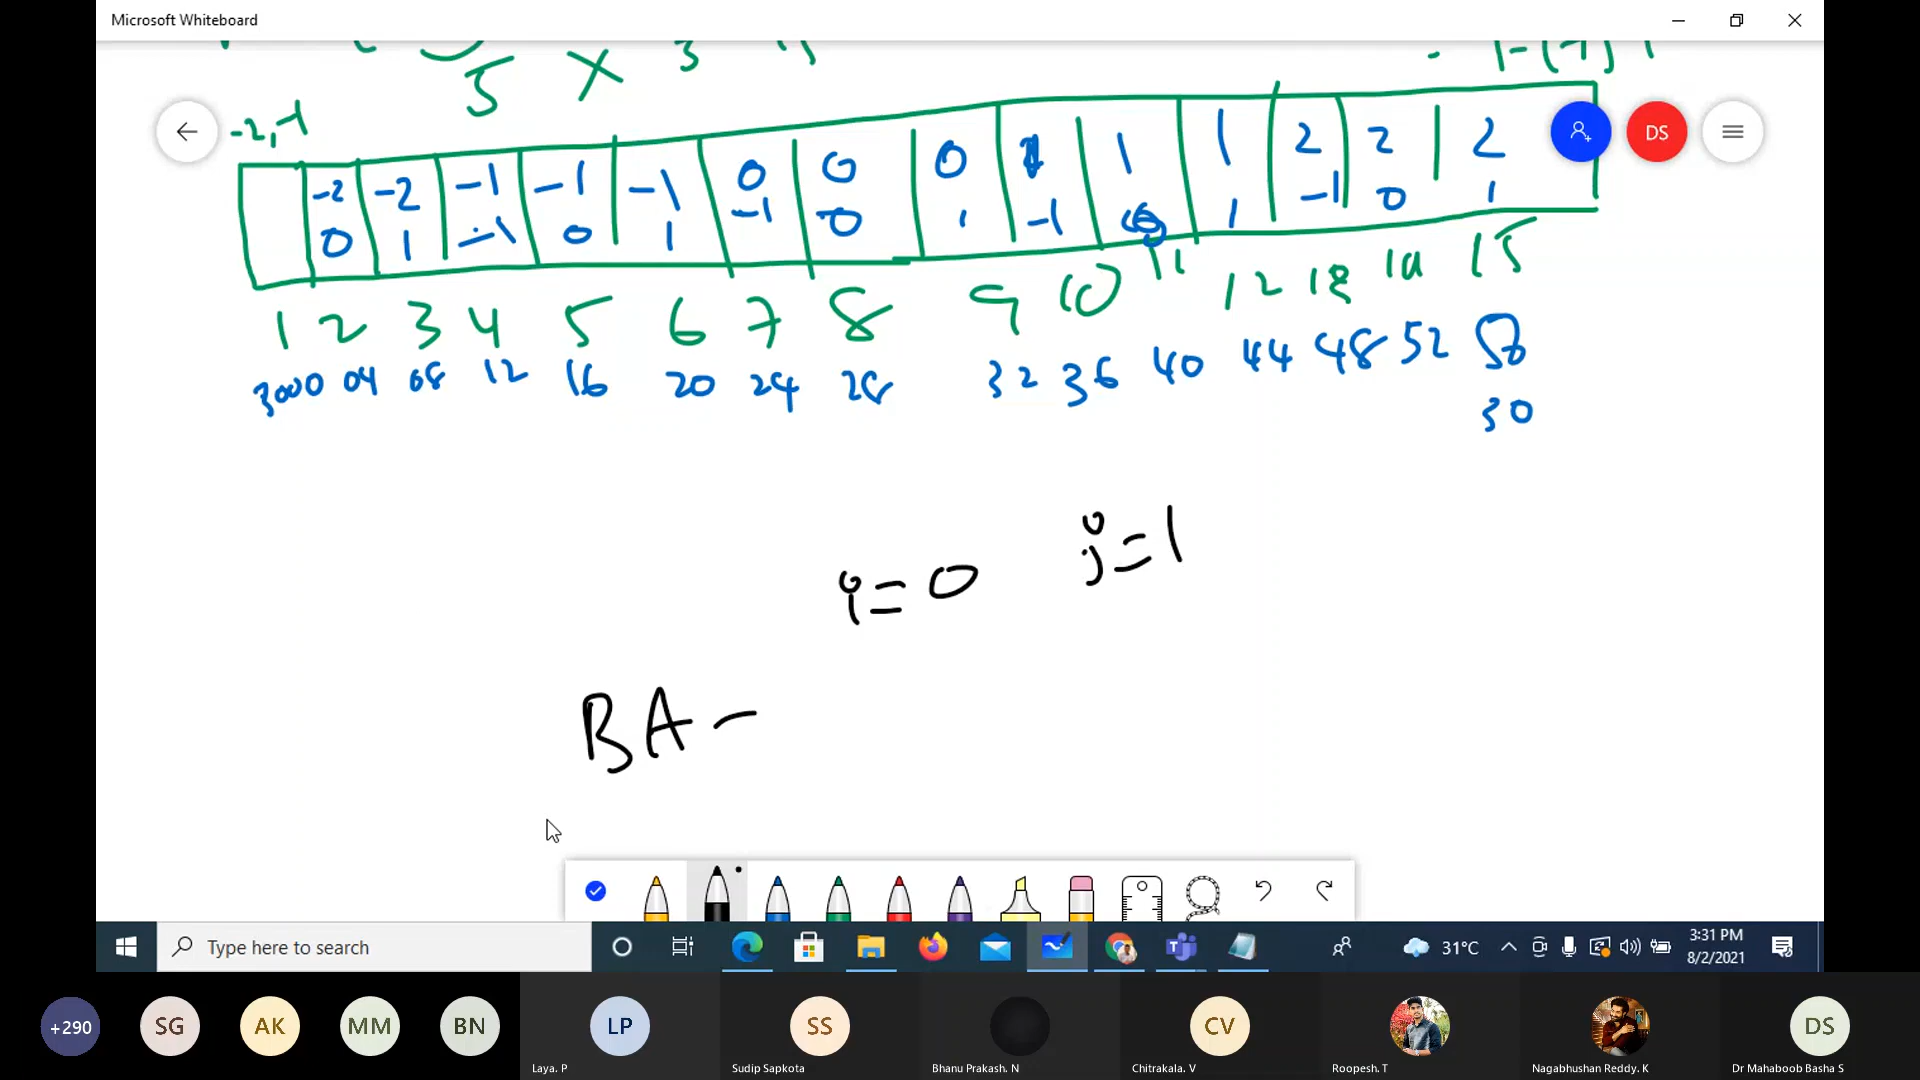 Microsoft Whiteboard
5 × 3
-2,-1
DS
-2 -2 -1 -1 -1 0 0 0 1 1 2 2 2
0 1 -1 0 1 -1 0 1 -1 0 1 -1 0 1
1 2 3 4 5 6 7 8 9 10 11 12 15
3000 04 08 12 16 20 24 28 32 36 40 44 48 52
30
i=0 j=1
BA -
Type here to search
31°C
3:31 PM
8/2/2021
+290
SG
AK
MM
BN
LP
SS
CV
DS
Laya. P
Sudip Sapkota
Bhanu Prakash. N
Chitrakala. V
Roopesh. T
Nagabhushan Reddy. K
Dr Mahaboob Basha S